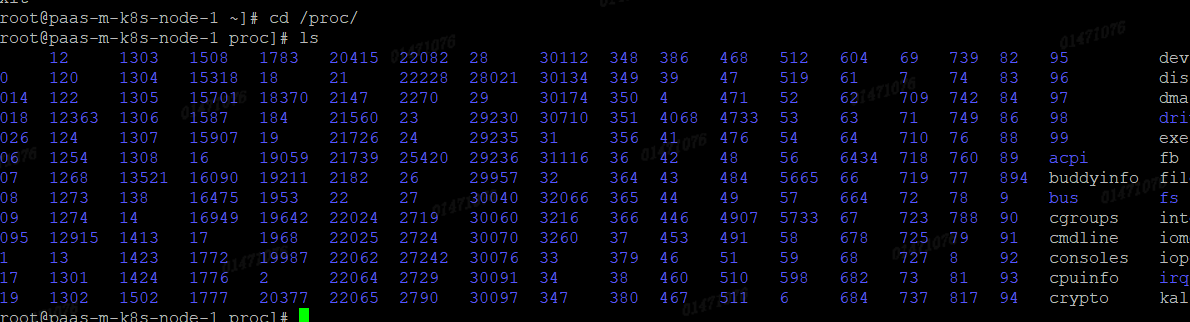 root@paas-m-k8s-node-1 ~]# cd /proc/
root@paas-m-k8s-node-1 proc]# ls
12 1303 1508 1783 20415 22082 28 30112 348 386 468 512 604 69 739 82 95 dev
0 120 1304 15318 18 21 22228 28021 30134 349 39 47 519 61 7 74 83 96 dis
014 122 1305 15701 18370 2147 2270 29 30174 350 4 471 52 62 709 742 84 97 dma
018 12363 1306 1587 184 21560 23 29230 30710 351 4068 4733 53 63 71 749 86 98 dri
026 124 1307 15907 19 21726 24 29235 31 356 41 476 54 64 710 76 88 99 exe
06 1254 1308 16 19059 21739 25420 29236 31116 36 42 48 56 6434 718 760 89 acpi fb
07 1268 13521 16090 19211 2182 26 29957 32 364 43 484 5665 66 719 77 894 buddyinfo fil
08 1273 138 16475 1953 22 27 30040 32066 365 44 49 57 664 72 78 9 bus fs
09 1274 14 16949 19642 22024 2719 30060 3216 366 446 4907 5733 67 723 788 90 cgroups int
095 12915 1413 17 1968 22025 2724 30070 3260 37 453 491 58 678 725 79 91 cmdline iom
1 13 1423 1772 19987 22062 27242 30076 33 379 46 51 59 68 727 8 92 consoles iop
17 1301 1424 1776 2 22064 2729 30091 34 38 460 510 598 682 73 81 93 cpuinfo irq
19 1302 1502 1777 20377 22065 2790 30097 347 380 467 511 6 684 737 817 94 crypto kal
root@paas-m-k8s-node-1 proc]#
01471076